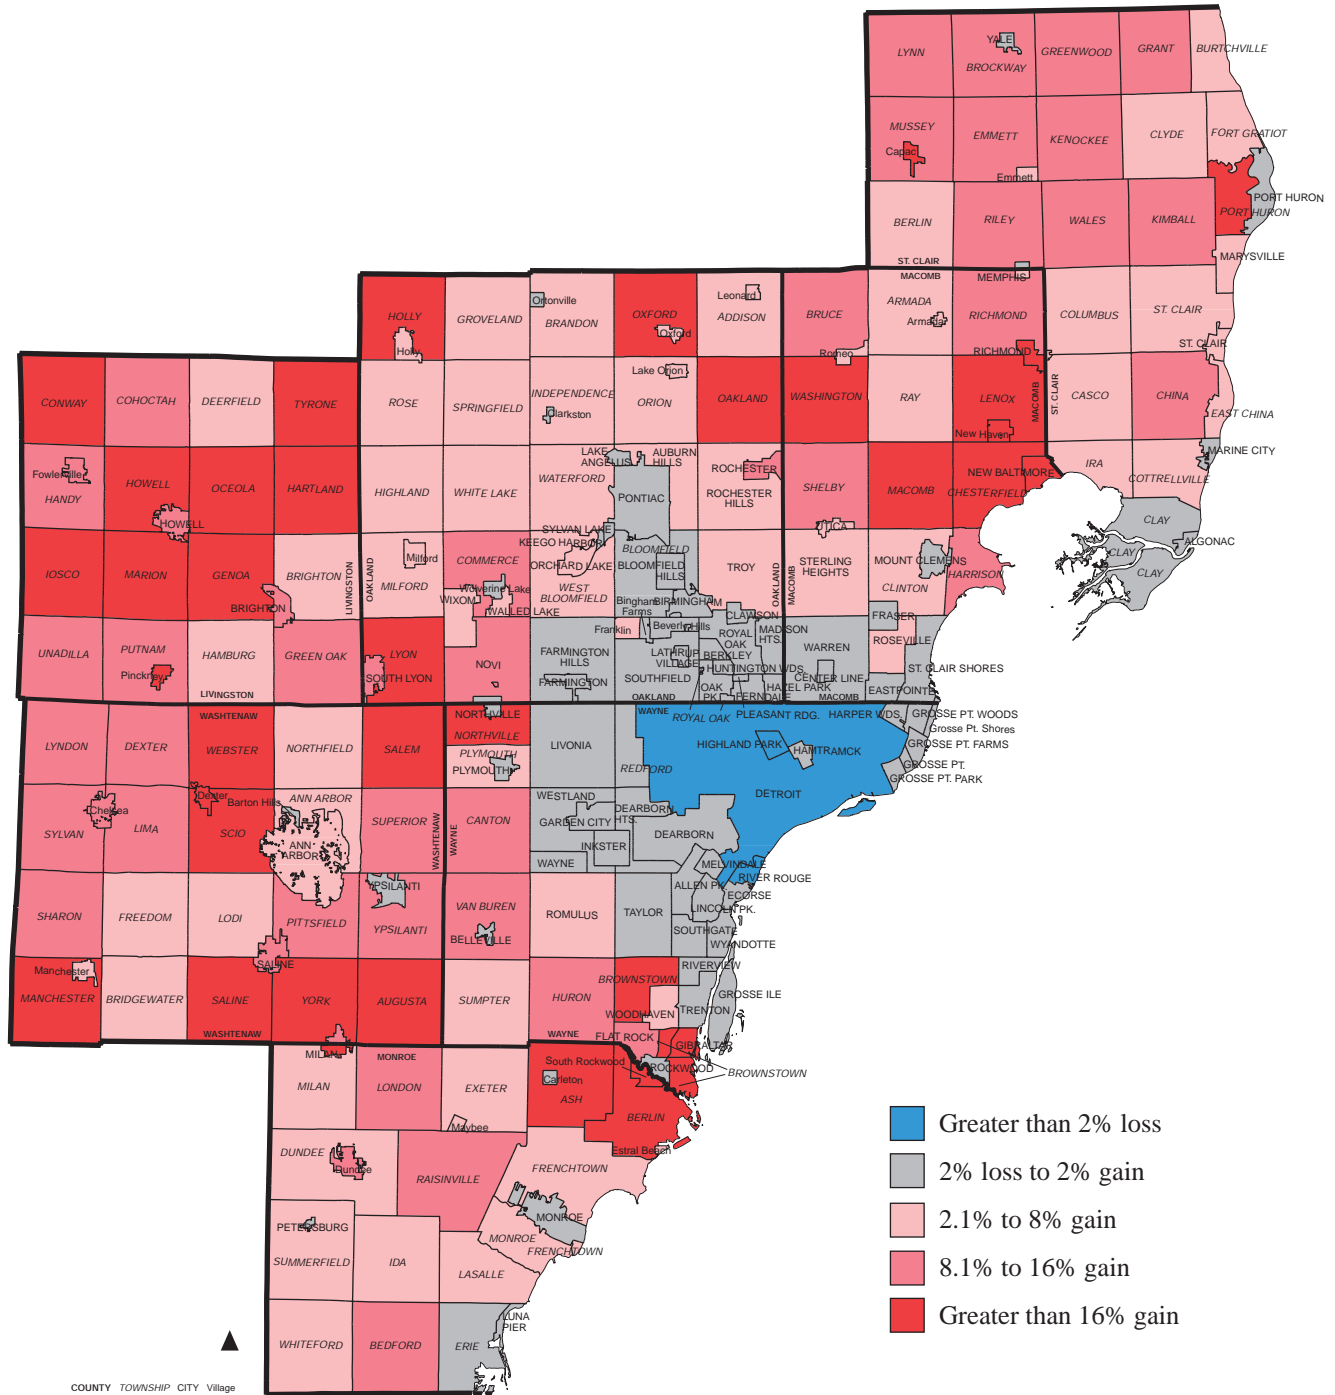 LYNN
YALE
BROCKWAY
GREENWOOD
GRANT
BURTCHVILLE
MUSSEY
Capac
EMMETT
Emmett
KENOCKEE
CLYDE
FORT GRATIOT
PORT HURON
PORT HURON
BERLIN
RILEY
WALES
KIMBALL
MARYSVILLE
ST. CLAIR
MACOMB
MEMPHIS
HOLLY
Holly
GROVELAND
Ortonville
BRANDON
OXFORD
Oxford
Leonard
ADDISON
BRUCE
Romeo
ARMADA
Armada
RICHMOND
RICHMOND
COLUMBUS
ST. CLAIR
ST. CLAIR
CONWAY
COHOCTAH
DEERFIELD
TYRONE
ROSE
SPRINGFIELD
INDEPENDENCE
Clarkston
Lake Orion
ORION
OAKLAND
WASHINGTON
RAY
LENOX
New Haven
MACOMB
ST. CLAIR
CASCO
CHINA
EAST CHINA
Fowlerville
HANDY
HOWELL
HOWELL
OCEOLA
HARTLAND
HIGHLAND
WHITE LAKE
WATERFORD
LAKE
ANGELUS
PONTIAC
AUBURN
HILLS
ROCHESTER
ROCHESTER
HILLS
SHELBY
UTICA
MACOMB
NEW BALTIMORE
CHESTERFIELD
IRA
COTTRELLVILLE
MARINE CITY
CLAY
CLAY
CLAY
ALGONAC
IOSCO
MARION
GENOA
BRIGHTON
BRIGHTON
LIVINGSTON
OAKLAND
Milford
MILFORD
COMMERCE
Wolverine Lake
WIXOM
WALLED LAKE
SYLVAN LAKE
KEEGO HARBOR
ORCHARD LAKE
WEST
BLOOMFIELD
BLOOMFIELD
BLOOMFIELD
HILLS
Bingham
Farms
BIRMINGHAM
TROY
OAKLAND
MACOMB
STERLING
HEIGHTS
MOUNT CLEMENS
CLINTON
HARRISON
UNADILLA
PUTNAM
Pinckney
HAMBURG
LIVINGSTON
GREEN OAK
LYON
SOUTH LYON
NOVI
FARMINGTON
HILLS
FARMINGTON
Franklin
Beverly Hills
SOUTHFIELD
LATHRUP
VILLAGE
CLAWSON
ROYAL
OAK
MADISON
HTS.
BERKLEY
HUNTINGTON WDS.
OAK
PK.
FERNDALE
HAZEL PARK
OAKLAND
WARREN
CENTER LINE
MACOMB
FRASER
ROSEVILLE
ST. CLAIR SHORES
EASTPOINTE
LYNDON
DEXTER
WASHTENAW
WEBSTER
NORTHFIELD
SALEM
NORTHVILLE
NORTHVILLE
PLYMOUTH
PLYMOUTH
LIVONIA
REDFORD
WAYNE
ROYAL OAK
PLEASANT RDG.
HARPER WDS.
GROSSE PT. WOODS
Grosse Pt. Shores
GROSSE PT. FARMS
GROSSE PT.
GROSSE PT. PARK
HIGHLAND PARK
HAMTRAMCK
DETROIT
SYLVAN
Chelsea
LIMA
Dexter
SCIO
Barton Hills
ANN ARBOR
ANN
ARBOR
SUPERIOR
WASHTENAW
WAYNE
CANTON
WESTLAND
GARDEN CITY
INKSTER
WAYNE
DEARBORN
HTS.
DEARBORN
MELVINDALE
RIVER ROUGE
ECORSE
ALLEN PK.
LINCOLN PK.
SHARON
FREEDOM
LODI
PITTSFIELD
YPSILANTI
YPSILANTI
VAN BUREN
BELLEVILLE
ROMULUS
TAYLOR
SOUTHGATE
WYANDOTTE
Manchester
MANCHESTER
BRIDGEWATER
SALINE
SALINE
WASHTENAW
YORK
AUGUSTA
SUMPTER
HURON
WAYNE
BROWNSTOWN
WOODHAVEN
RIVERVIEW
TRENTON
GROSSE ILE
FLAT ROCK
GIBRALTAR
ROCKWOOD
BROWNSTOWN
MILAN
MILAN
MONROE
LONDON
EXETER
Maybee
South Rockwood
Carleton
ASH
BERLIN
Estral Beach
DUNDEE
Dundee
RAISINVILLE
FRENCHTOWN
MONROE
MONROE
FRENCHTOWN
PETERSBURG
SUMMERFIELD
IDA
LASALLE
WHITEFORD
BEDFORD
ERIE
LUNA
PIER
Greater than 2% loss
2% loss to 2% gain
2.1% to 8% gain
8.1% to 16% gain
Greater than 16% gain
COUNTY TOWNSHIP CITY Village